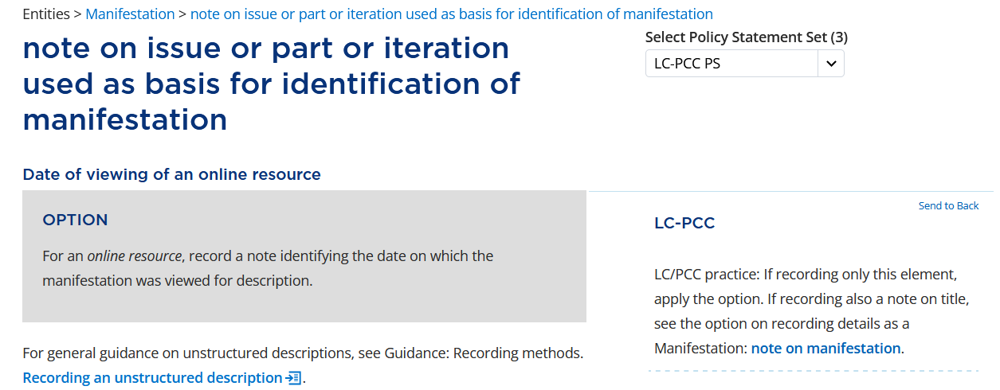 Entities > Manifestation > note on issue or part or iteration used as basis for identification of manifestation
note on issue or part or iteration
used as basis for identification of
manifestation
Select Policy Statement Set (3)
LC-PCC PS
Date of viewing of an online resource
OPTION
For an online resource, record a note identifying the date on which the
manifestation was viewed for description.
Send to Back
LC-PCC
LC/PCC practice: If recording only this element,
apply the option. If recording also a note on title,
see the option on recording details as a
Manifestation: note on manifestation.
For general guidance on unstructured descriptions, see Guidance: Recording methods.
Recording an unstructured description.